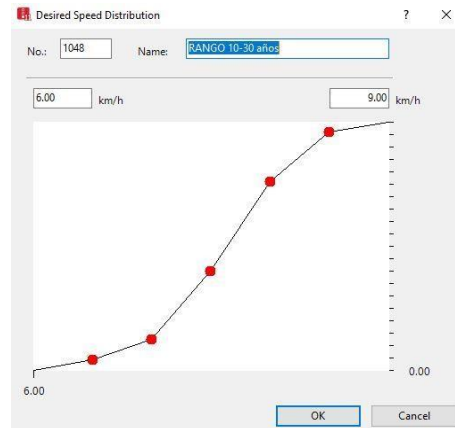 Desired Speed Distribution ? ×
No.: 1048 Name: RANGO 10-30 años
6.00 km/h 9.00 km/h
0.00
6.00
OK Cancel